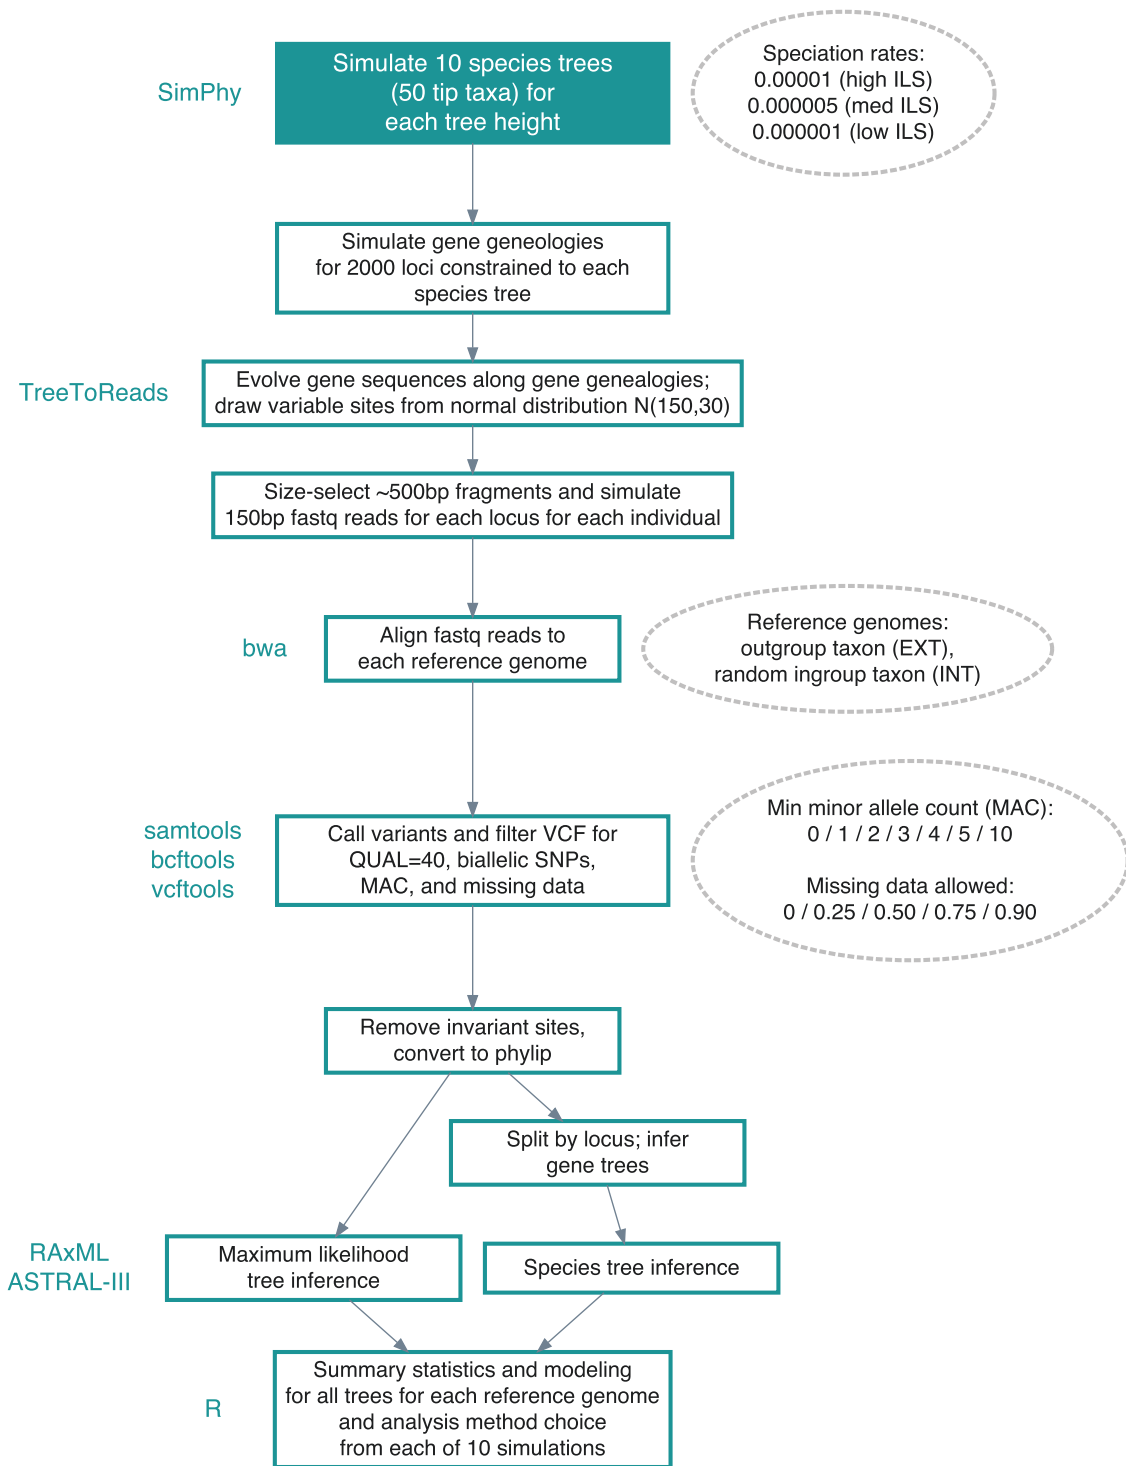 SimPhy
Simulate 10 species trees
(50 tip taxa) for
each tree height
Speciation rates:
0.00001 (high ILS)
0.000005 (med ILS)
0.000001 (low ILS)
Simulate gene geneologies
for 2000 loci constrained to each
species tree
TreeToReads
Evolve gene sequences along gene genealogies;
draw variable sites from normal distribution N(150,30)
Size-select ~500bp fragments and simulate
150bp fastq reads for each locus for each individual
bwa
Align fastq reads to
each reference genome
Reference genomes:
outgroup taxon (EXT),
random ingroup taxon (INT)
samtools
bcftools
vcftools
Call variants and filter VCF for
QUAL=40, biallelic SNPs,
MAC, and missing data
Min minor allele count (MAC):
0 / 1 / 2 / 3 / 4 / 5 / 10
Missing data allowed:
0 / 0.25 / 0.50 / 0.75 / 0.90
Remove invariant sites,
convert to phylip
Split by locus; infer
gene trees
RAxML
ASTRAL-III
Maximum likelihood
tree inference
Species tree inference
R
Summary statistics and modeling
for all trees for each reference genome
and analysis method choice
from each of 10 simulations